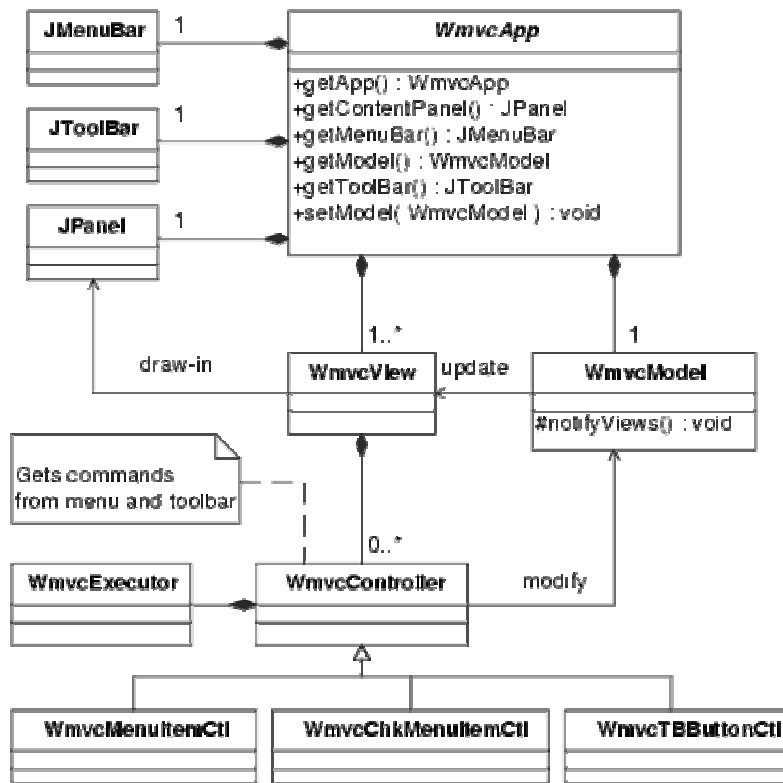 JMenuBar
1
WmvcApp
+getApp() : WmvcApp
+getContentPanel() : JPanel
+getMenuBar() : JMenuBar
+getModel() : WmvcModel
+getToolBar() : JToolBar
+setModel( WmvcModel ) : void
JToolBar
1
JPanel
1
1..*
1
draw-in
WmvcView
update
WmvcModel
#notifyViews() : void
Gets commands
from menu and toolbar
0..*
WmvcExecutor
WmvcController
modify
WmvcMenuItemCtl
WmvcChkMenuItemCtl
WmvcTBButtonCtl